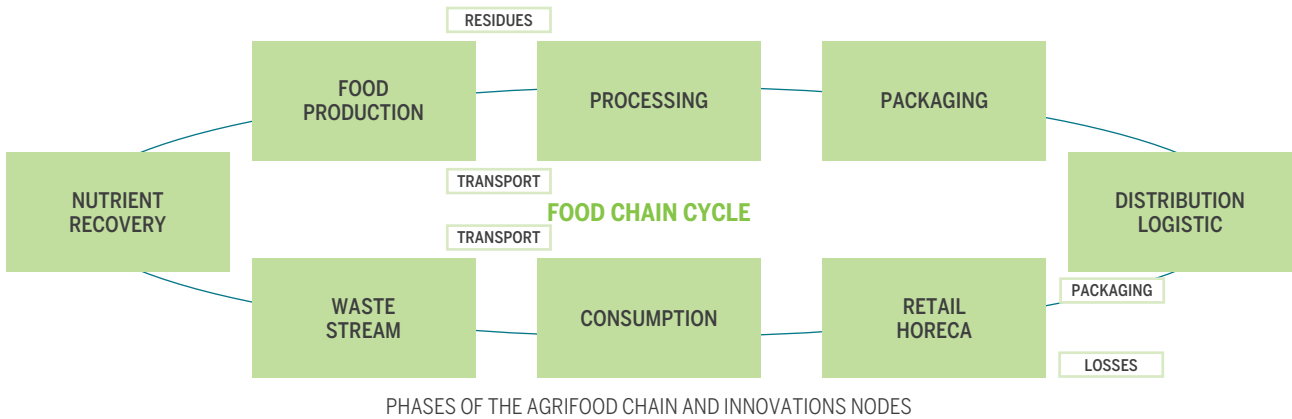 RESIDUES
FOOD
PRODUCTION
PROCESSING
PACKAGING
NUTRIENT
RECOVERY
TRANSPORT
FOOD CHAIN CYCLE
TRANSPORT
DISTRIBUTION
LOGISTIC
WASTE
STREAM
CONSUMPTION
RETAIL
HORECA
PACKAGING
LOSSES
PHASES OF THE AGRIFOOD CHAIN AND INNOVATIONS NODES